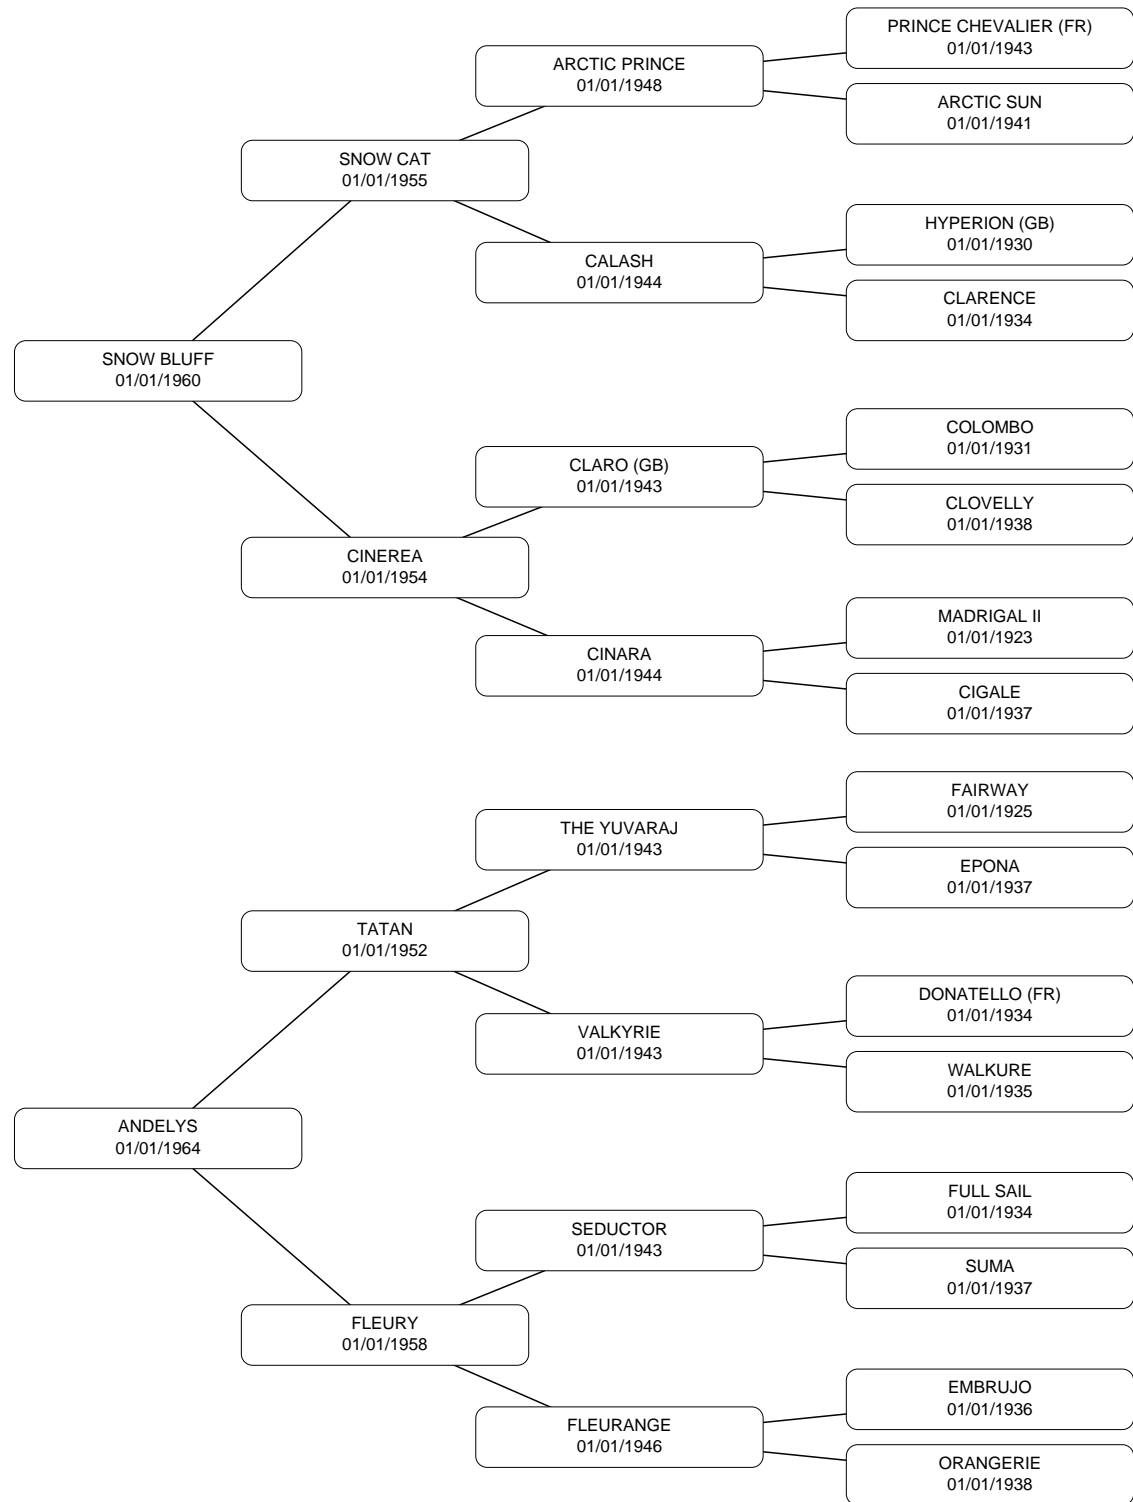 PRINCE CHEVALIER (FR)
01/01/1943
ARCTIC PRINCE
01/01/1948
ARCTIC SUN
01/01/1941
SNOW CAT
01/01/1955
HYPERION (GB)
01/01/1930
CALASH
01/01/1944
CLARENCE
01/01/1934
SNOW BLUFF
01/01/1960
COLOMBO
01/01/1931
CLARO (GB)
01/01/1943
CLOVELLY
01/01/1938
CINEREA
01/01/1954
MADRIGAL II
01/01/1923
CINARA
01/01/1944
CIGALE
01/01/1937
FAIRWAY
01/01/1925
THE YUVARAJ
01/01/1943
EPONA
01/01/1937
TATAN
01/01/1952
DONATELLO (FR)
01/01/1934
VALKYRIE
01/01/1943
WALKURE
01/01/1935
ANDELYS
01/01/1964
FULL SAIL
01/01/1934
SEDUCTOR
01/01/1943
SUMA
01/01/1937
FLEURY
01/01/1958
EMBRUJO
01/01/1936
FLEURANGE
01/01/1946
ORANGERIE
01/01/1938